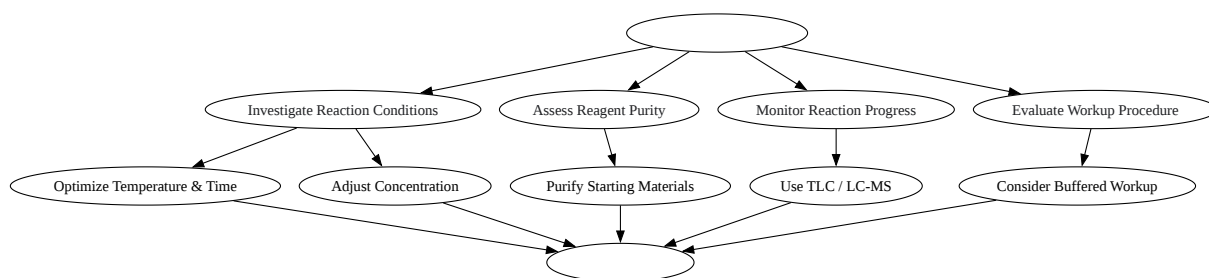 Investigate Reaction Conditions
Assess Reagent Purity
Monitor Reaction Progress
Evaluate Workup Procedure
Optimize Temperature & Time
Adjust Concentration
Purify Starting Materials
Use TLC / LC-MS
Consider Buffered Workup